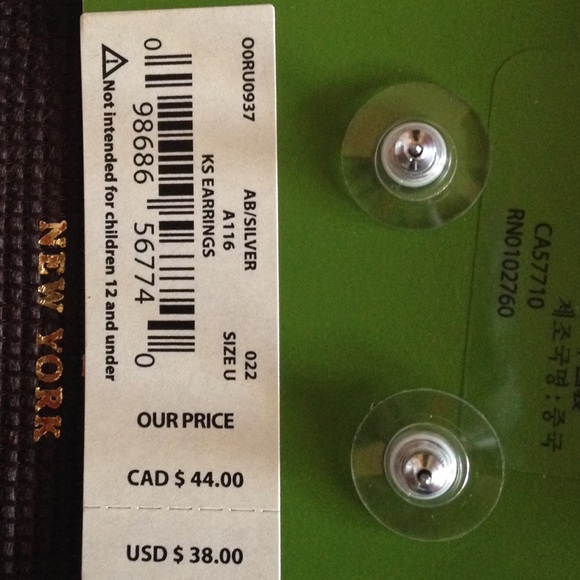 NEW YORK
O0RU0937
AB/SILVER
022
A116
SIZE U
KS EARRINGS
0 98686 56774 0
Not intended for children 12 and under
OUR PRICE
CAD $ 44.00
USD $ 38.00
CA57710
RN0102760
제조국명: 중국